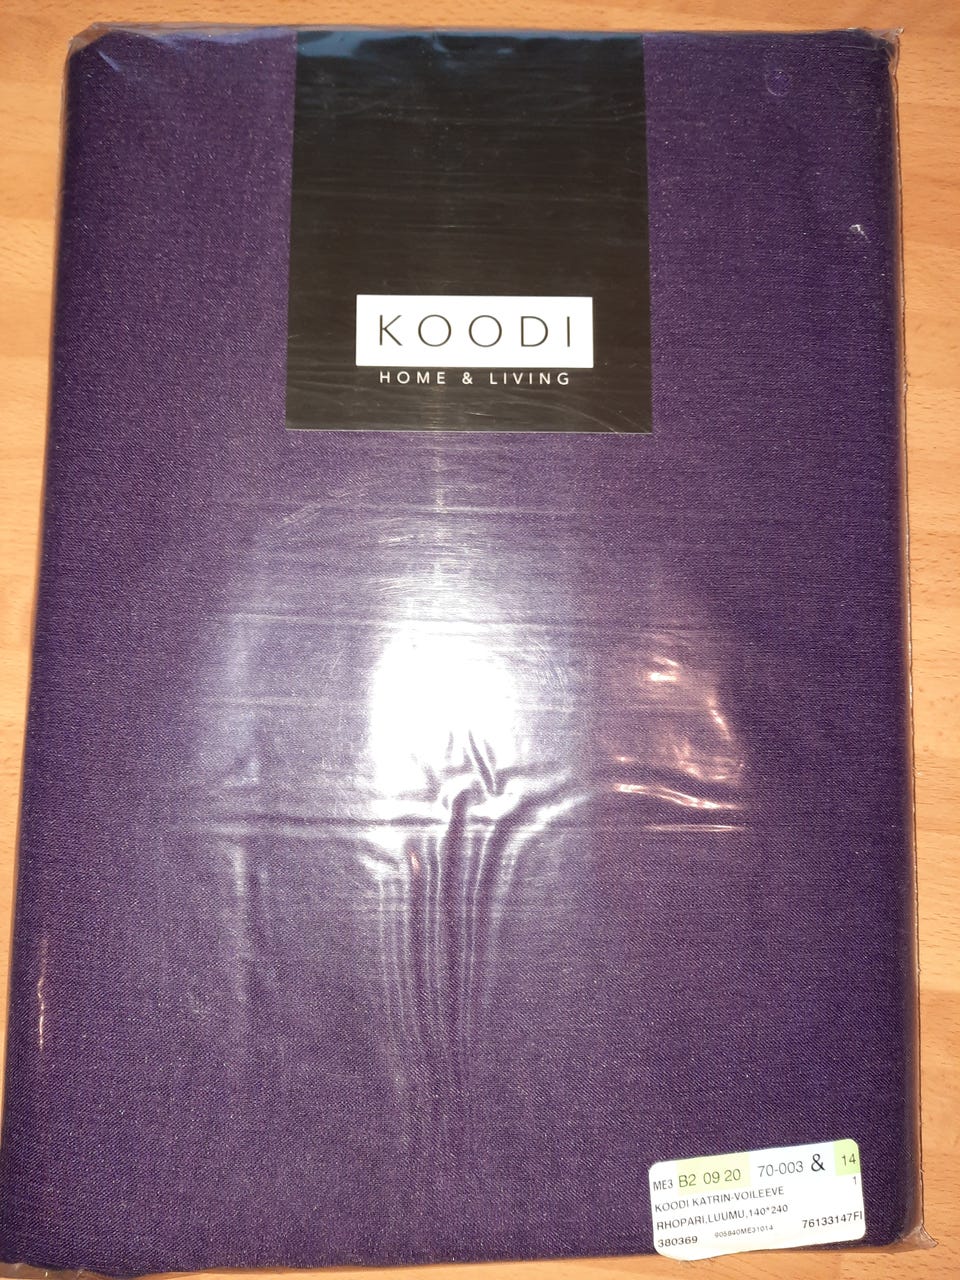 KOODI
HOME & LIVING
ME3 B2 09 20 70-003 & 14
KOODI KATRIN-VOILEEVE 1
RHOPARI,LUUMU,140*240
380369 905840ME31014 76133147FI